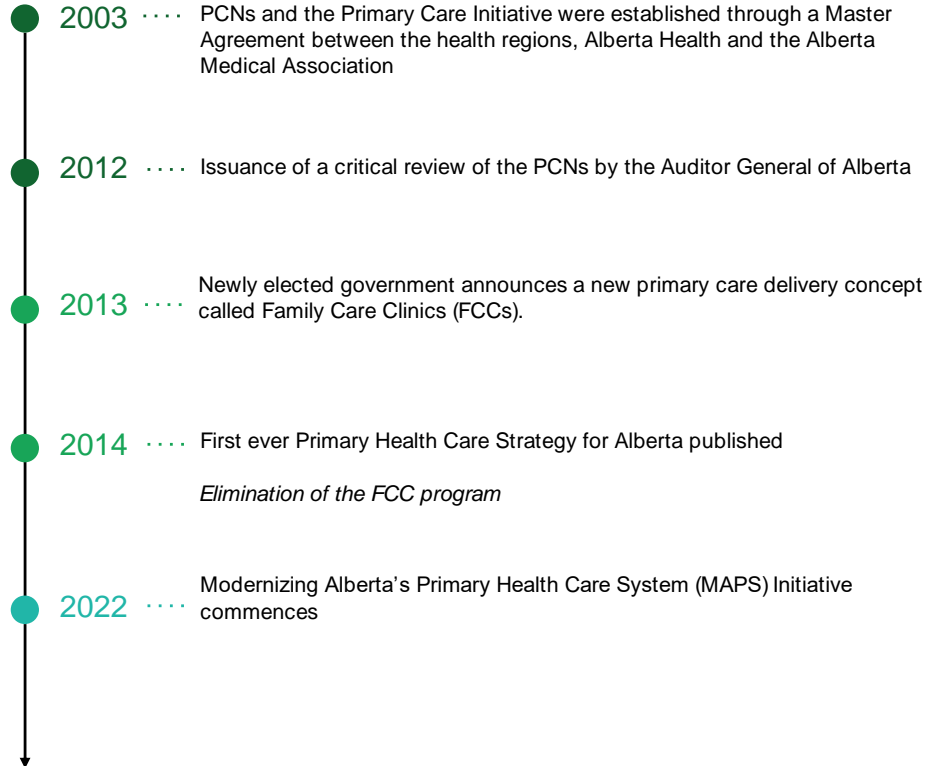 2003 PCNs and the Primary Care Initiative were established through a Master
Agreement between the health regions, Alberta Health and the Alberta
Medical Association
2012 Issuance of a critical review of the PCNs by the Auditor General of Alberta
2013 Newly elected government announces a new primary care delivery concept
called Family Care Clinics (FCCs).
2014 First ever Primary Health Care Strategy for Alberta published
Elimination of the FCC program
2022 Modernizing Alberta’s Primary Health Care System (MAPS) Initiative
commences